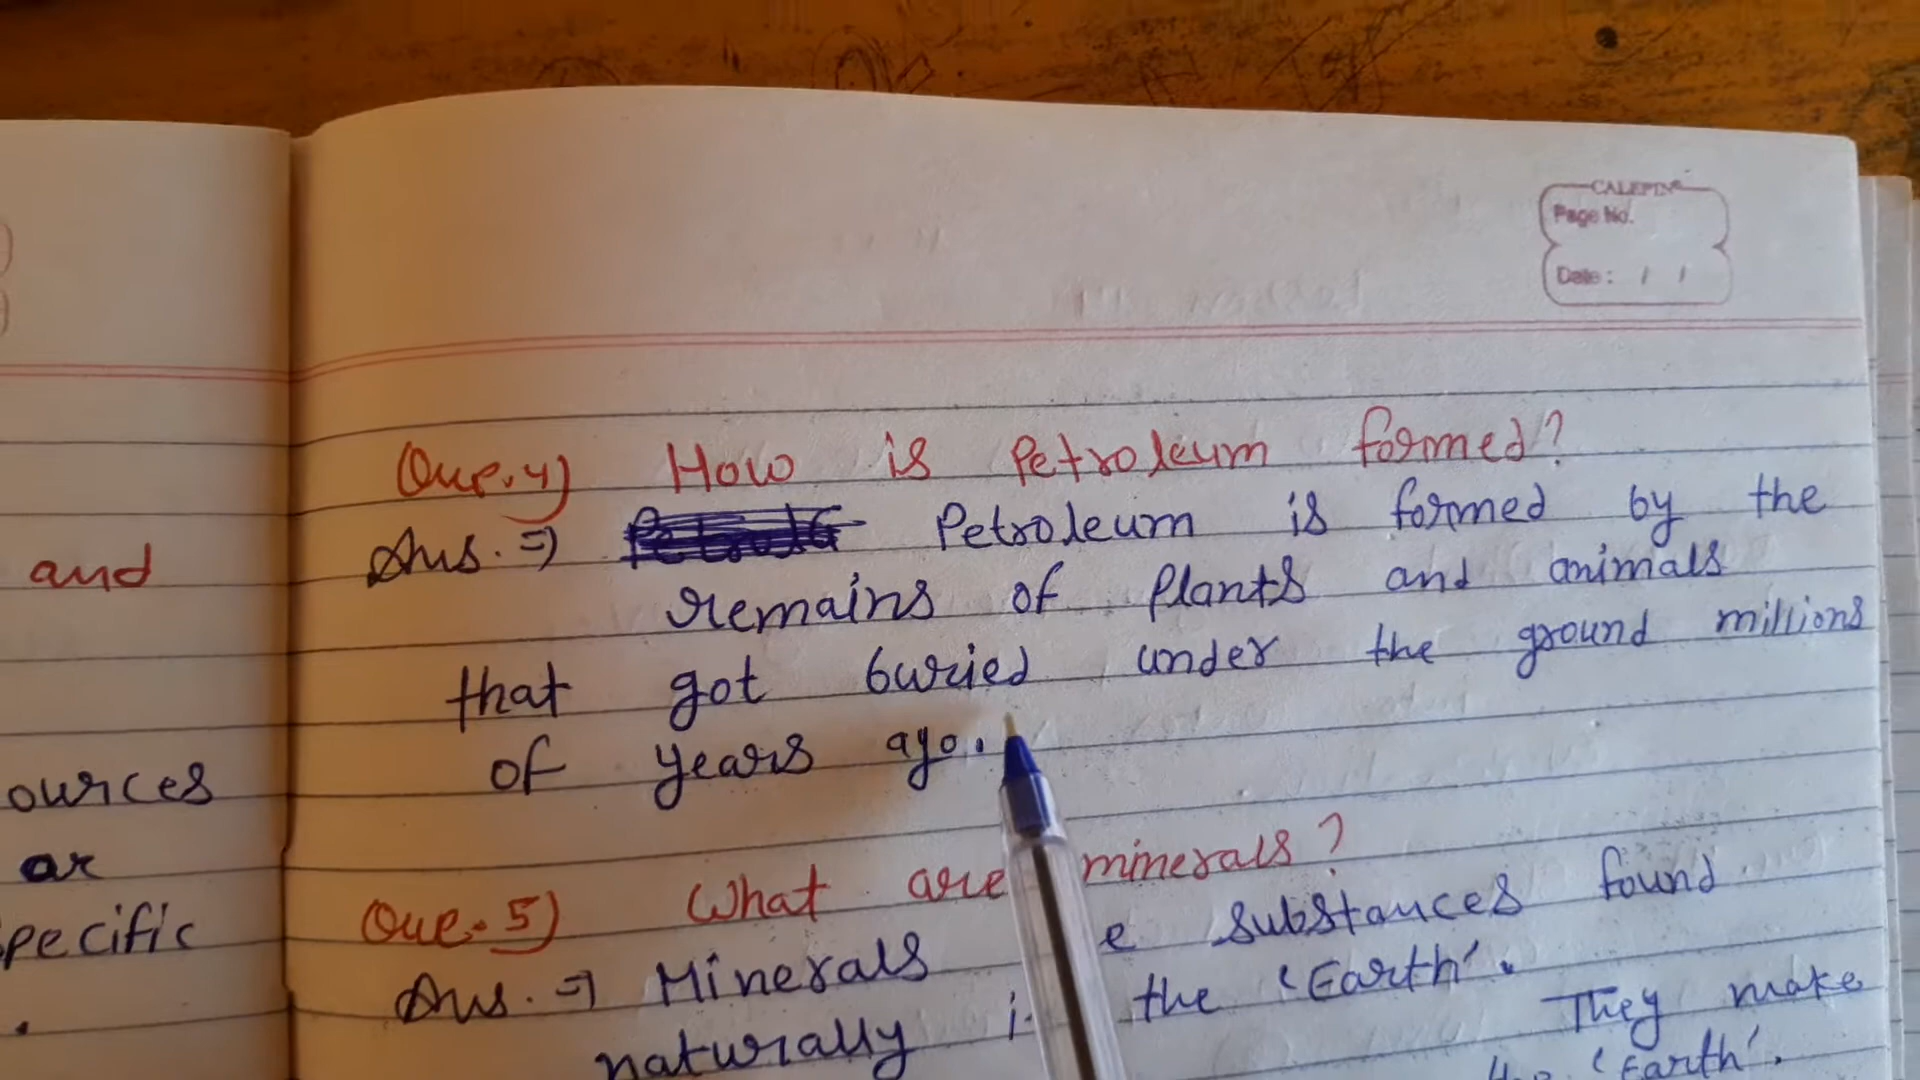 CALEPIN
Page No.
Date: / /
and
ources
or
pecific
.
Que.4) How is Petroleum formed?
Ans. ⇒ Petroleum is formed by the
remains of Plants and animals
that got buried under the ground millions
of years ago.
Que.5) What are minerals?
Ans. ⇒ Minerals e substances found
naturally i the 'Earth'. They make
'Earth'.